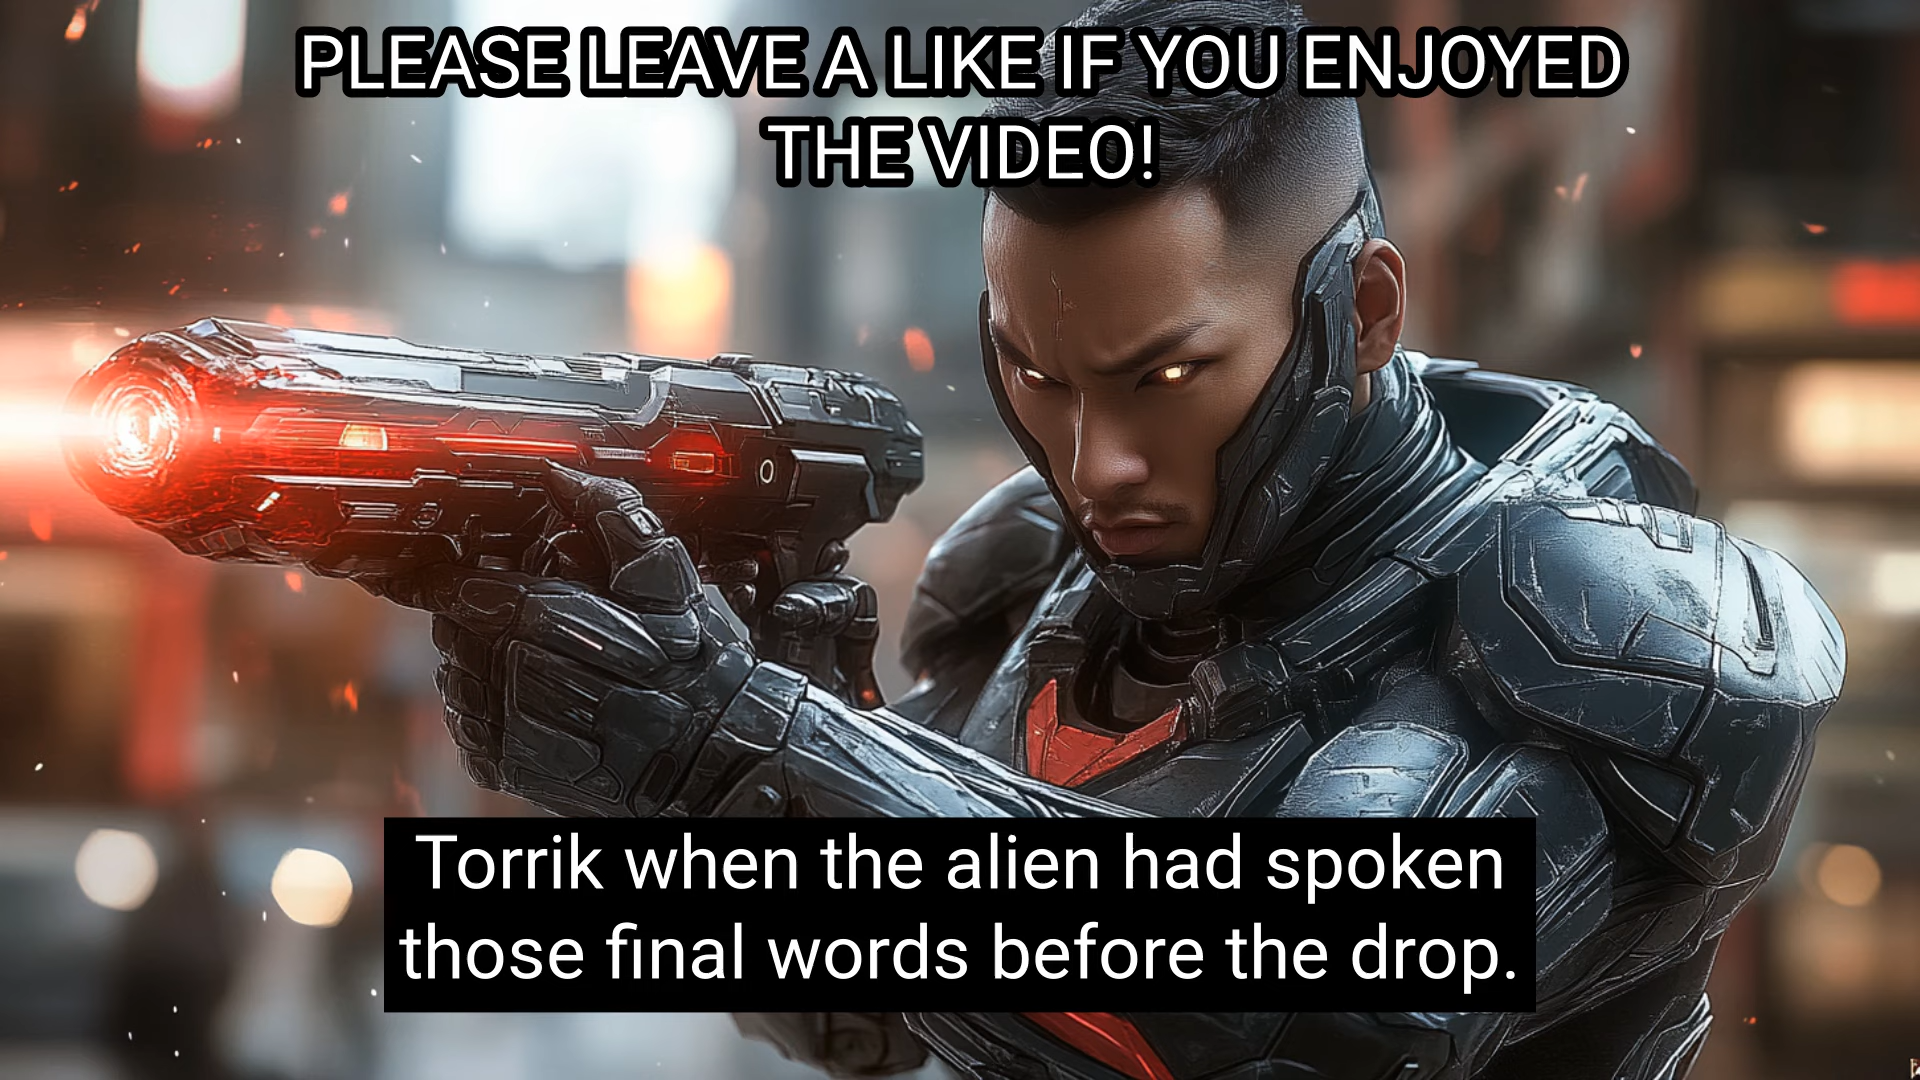 PLEASE LEAVE A LIKE IF YOU ENJOYED
THE VIDEO!
Torrik when the alien had spoken
those final words before the drop.